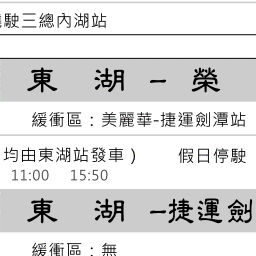 駛三總內湖站
東 湖 - 榮
緩衝區：美麗華-捷運劍潭站
均由東湖站發車） 假日停駛
11:00 15:50
東 湖 -捷運劍
緩衝區：無